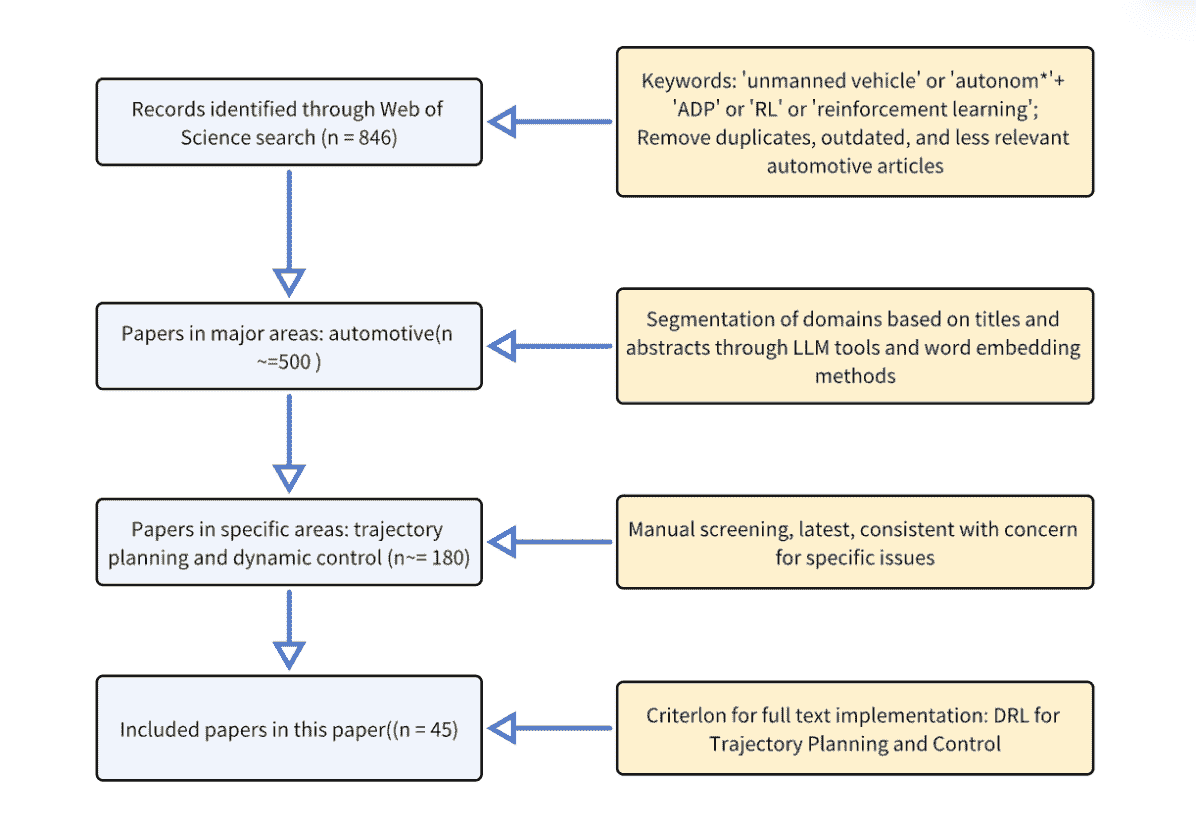 Records identified through Web of
Science search (n = 846)
Keywords: 'unmanned vehicle' or 'autonom*'+
'ADP' or 'RL' or 'reinforcement learning';
Remove duplicates, outdated, and less relevant
automotive articles
Papers in major areas: automotive(n
~=500 )
Segmentation of domains based on titles and
abstracts through LLM tools and word embedding
methods
Papers in specific areas: trajectory
planning and dynamic control (n~= 180)
Manual screening, latest, consistent with concern
for specific issues
Included papers in this paper((n = 45)
Criterlon for full text implementation: DRL for
Trajectory Planning and Control